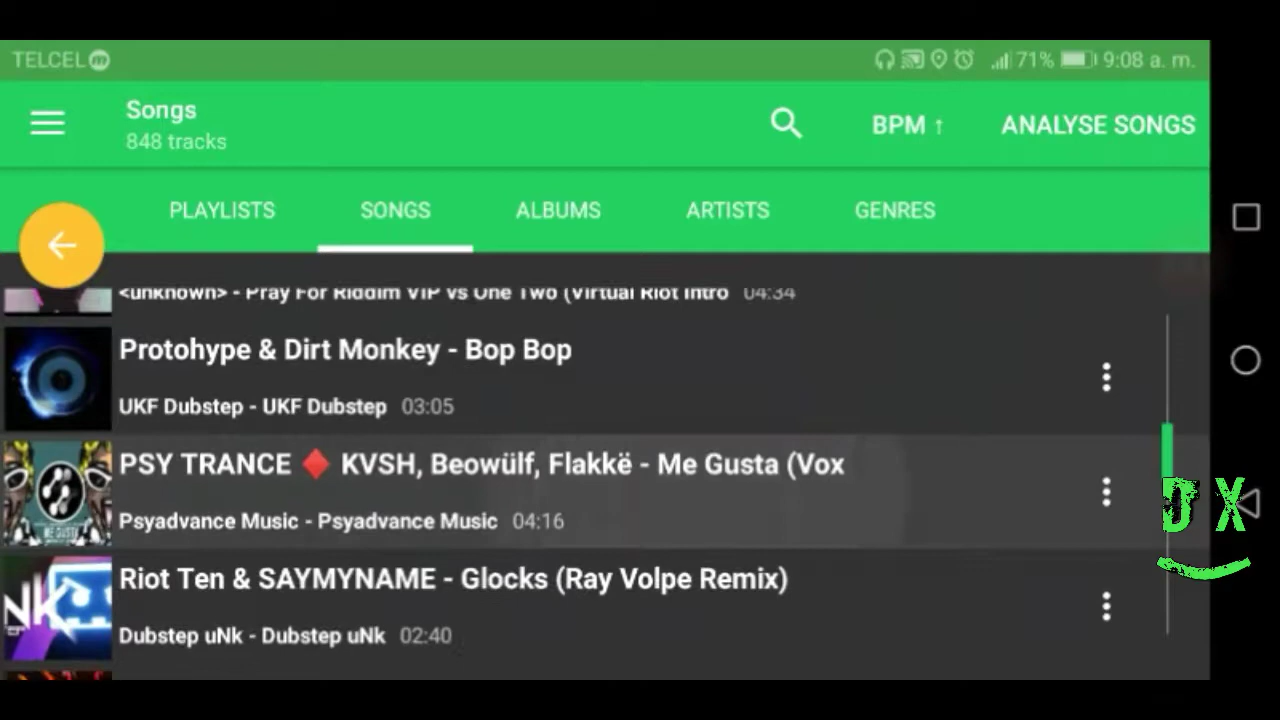 TELCEL 71% 9:08 a. m.
Songs BPM ↑ ANALYSE SONGS
848 tracks
PLAYLISTS SONGS ALBUMS ARTISTS GENRES
<unknown> - Pray For Riddim VIP vs One Two (Virtual Riot Intro 04:34
Protohype & Dirt Monkey - Bop Bop
UKF Dubstep - UKF Dubstep 03:05
PSY TRANCE ♦ KVSH, Beowülf, Flakkë - Me Gusta (Vox
Psyadvance Music - Psyadvance Music 04:16
ME GUSTA
DX
Riot Ten & SAYMYNAME - Glocks (Ray Volpe Remix)
NK
Dubstep uNk - Dubstep uNk 02:40